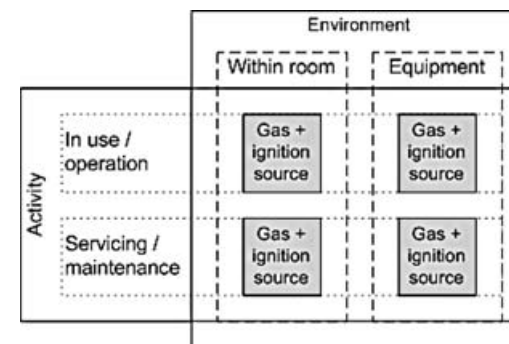 Environment
Within room
Equipment
Activity
In use /
operation
Gas +
ignition
source
Gas +
ignition
source
Servicing /
maintenance
Gas +
ignition
source
Gas +
ignition
source